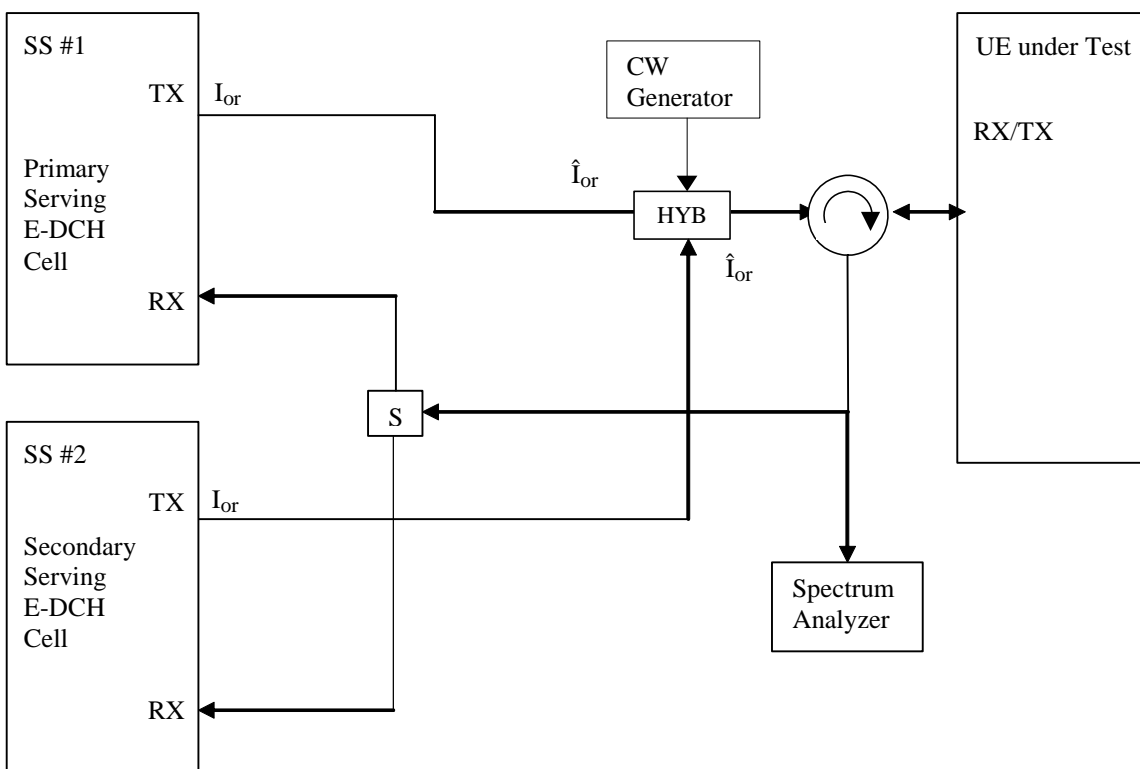 SS #1
TX
I_or
Primary
Serving
E-DCH
Cell
RX
CW
Generator
Î_or
HYB
Î_or
UE under Test
RX/TX
S
SS #2
TX
I_or
Secondary
Serving
E-DCH
Cell
RX
Spectrum
Analyzer